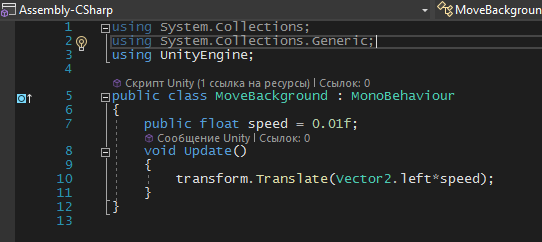 Assembly-CSharp
MoveBackgroun
1 using System.Collections;
2 using System.Collections.Generic;
3 using UnityEngine;
4
Скрипт Unity (1 ссылка на ресурсы) | Ссылок: 0
5 public class MoveBackground : MonoBehaviour
6 {
7 public float speed = 0.01f;
Сообщение Unity | Ссылок: 0
8 void Update()
9 {
10 transform.Translate(Vector2.left*speed);
11 }
12 }
13